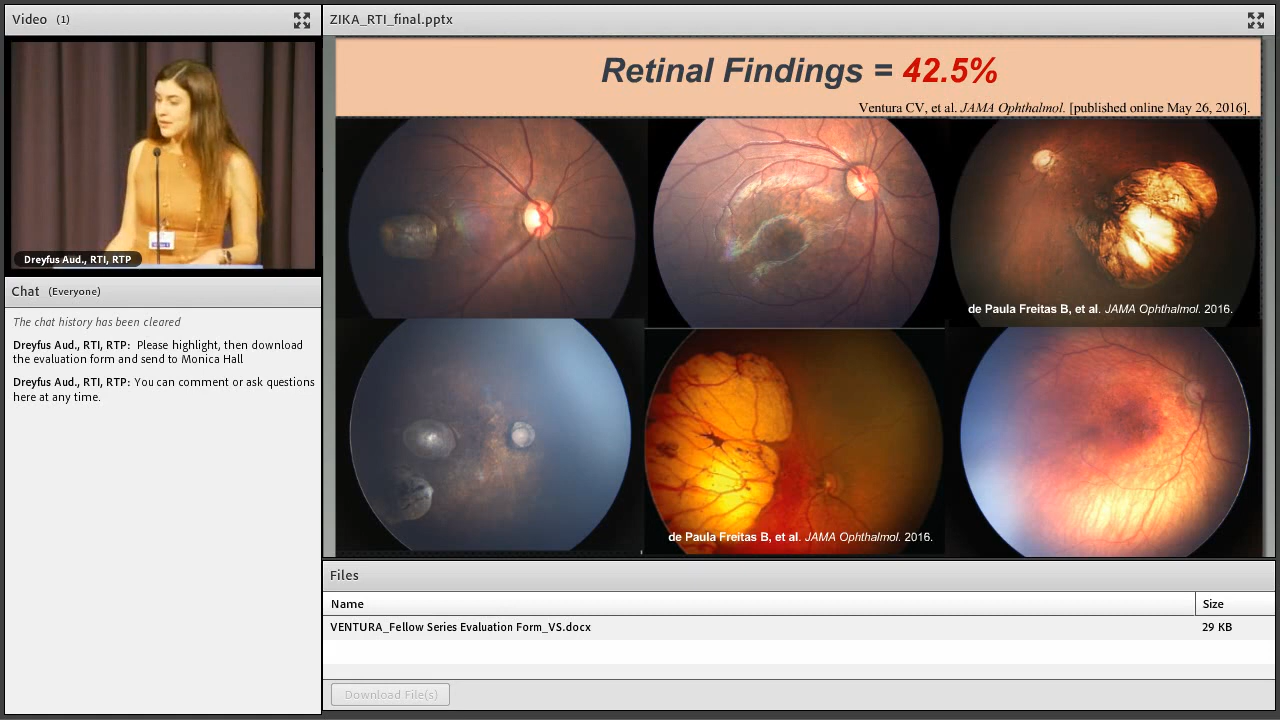 Video (1)
Dreyfus Aud., RTI, RTP
Chat (Everyone)
The chat history has been cleared
Dreyfus Aud., RTI, RTP: Please highlight, then download
the evaluation form and send to Monica Hall
Dreyfus Aud., RTI, RTP: You can comment or ask questions
here at any time.
ZIKA_RTI_final.pptx
Retinal Findings = 42.5%
Ventura CV, et al. JAMA Ophthalmol. [published online May 26, 2016].
de Paula Freitas B, et al. JAMA Ophthalmol. 2016.
de Paula Freitas B, et al. JAMA Ophthalmol. 2016.
Files
Name Size
VENTURA_Fellow Series Evaluation Form_VS.docx 29 KB
Download File(s)